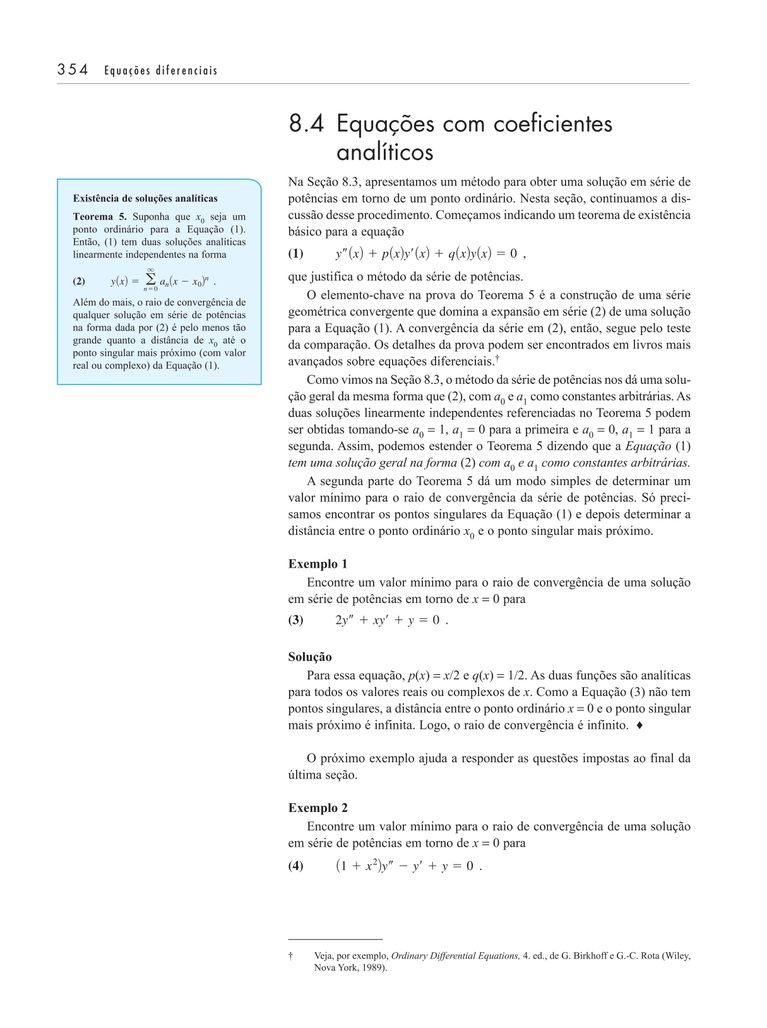 354 Equações diferenciais
8.4 Equações com coeficientes
analíticos
Existência de soluções analíticas
Teorema 5. Suponha que x₀ seja um
ponto ordinário para a Equação (1).
Então, (1) tem duas soluções analíticas
linearmente independentes na forma
(2) y(x) = ∑_{n=0}^{∞} aₙ(x − x₀)ⁿ .
Além do mais, o raio de convergência de
qualquer solução em série de potências
na forma dada por (2) é pelo menos tão
grande quanto a distância de x₀ até o
ponto singular mais próximo (com valor
real ou complexo) da Equação (1).
Na Seção 8.3, apresentamos um método para obter uma solução em série de
potências em torno de um ponto ordinário. Nesta seção, continuamos a dis-
cussão desse procedimento. Começamos indicando um teorema de existência
básico para a equação
(1) y″(x) + p(x)y′(x) + q(x)y(x) = 0 ,
que justifica o método da série de potências.
O elemento-chave na prova do Teorema 5 é a construção de uma série
geométrica convergente que domina a expansão em série (2) de uma solução
para a Equação (1). A convergência da série em (2), então, segue pelo teste
da comparação. Os detalhes da prova podem ser encontrados em livros mais
avançados sobre equações diferenciais.†
Como vimos na Seção 8.3, o método da série de potências nos dá uma solu-
ção geral da mesma forma que (2), com a₀ e a₁ como constantes arbitrárias. As
duas soluções linearmente independentes referenciadas no Teorema 5 podem
ser obtidas tomando-se a₀ = 1, a₁ = 0 para a primeira e a₀ = 0, a₁ = 1 para a
segunda. Assim, podemos estender o Teorema 5 dizendo que a Equação (1)
tem uma solução geral na forma (2) com a₀ e a₁ como constantes arbitrárias.
A segunda parte do Teorema 5 dá um modo simples de determinar um
valor mínimo para o raio de convergência da série de potências. Só preci-
samos encontrar os pontos singulares da Equação (1) e depois determinar a
distância entre o ponto ordinário x₀ e o ponto singular mais próximo.
Exemplo 1
Encontre um valor mínimo para o raio de convergência de uma solução
em série de potências em torno de x = 0 para
(3) 2y″ + xy′ + y = 0 .
Solução
Para essa equação, p(x) = x/2 e q(x) = 1/2. As duas funções são analíticas
para todos os valores reais ou complexos de x. Como a Equação (3) não tem
pontos singulares, a distância entre o ponto ordinário x = 0 e o ponto singular
mais próximo é infinita. Logo, o raio de convergência é infinito. ♦
O próximo exemplo ajuda a responder as questões impostas ao final da
última seção.
Exemplo 2
Encontre um valor mínimo para o raio de convergência de uma solução
em série de potências em torno de x = 0 para
(4) (1 + x²)y″ − y′ + y = 0 .
† Veja, por exemplo, Ordinary Differential Equations, 4. ed., de G. Birkhoff e G.-C. Rota (Wiley,
Nova York, 1989).